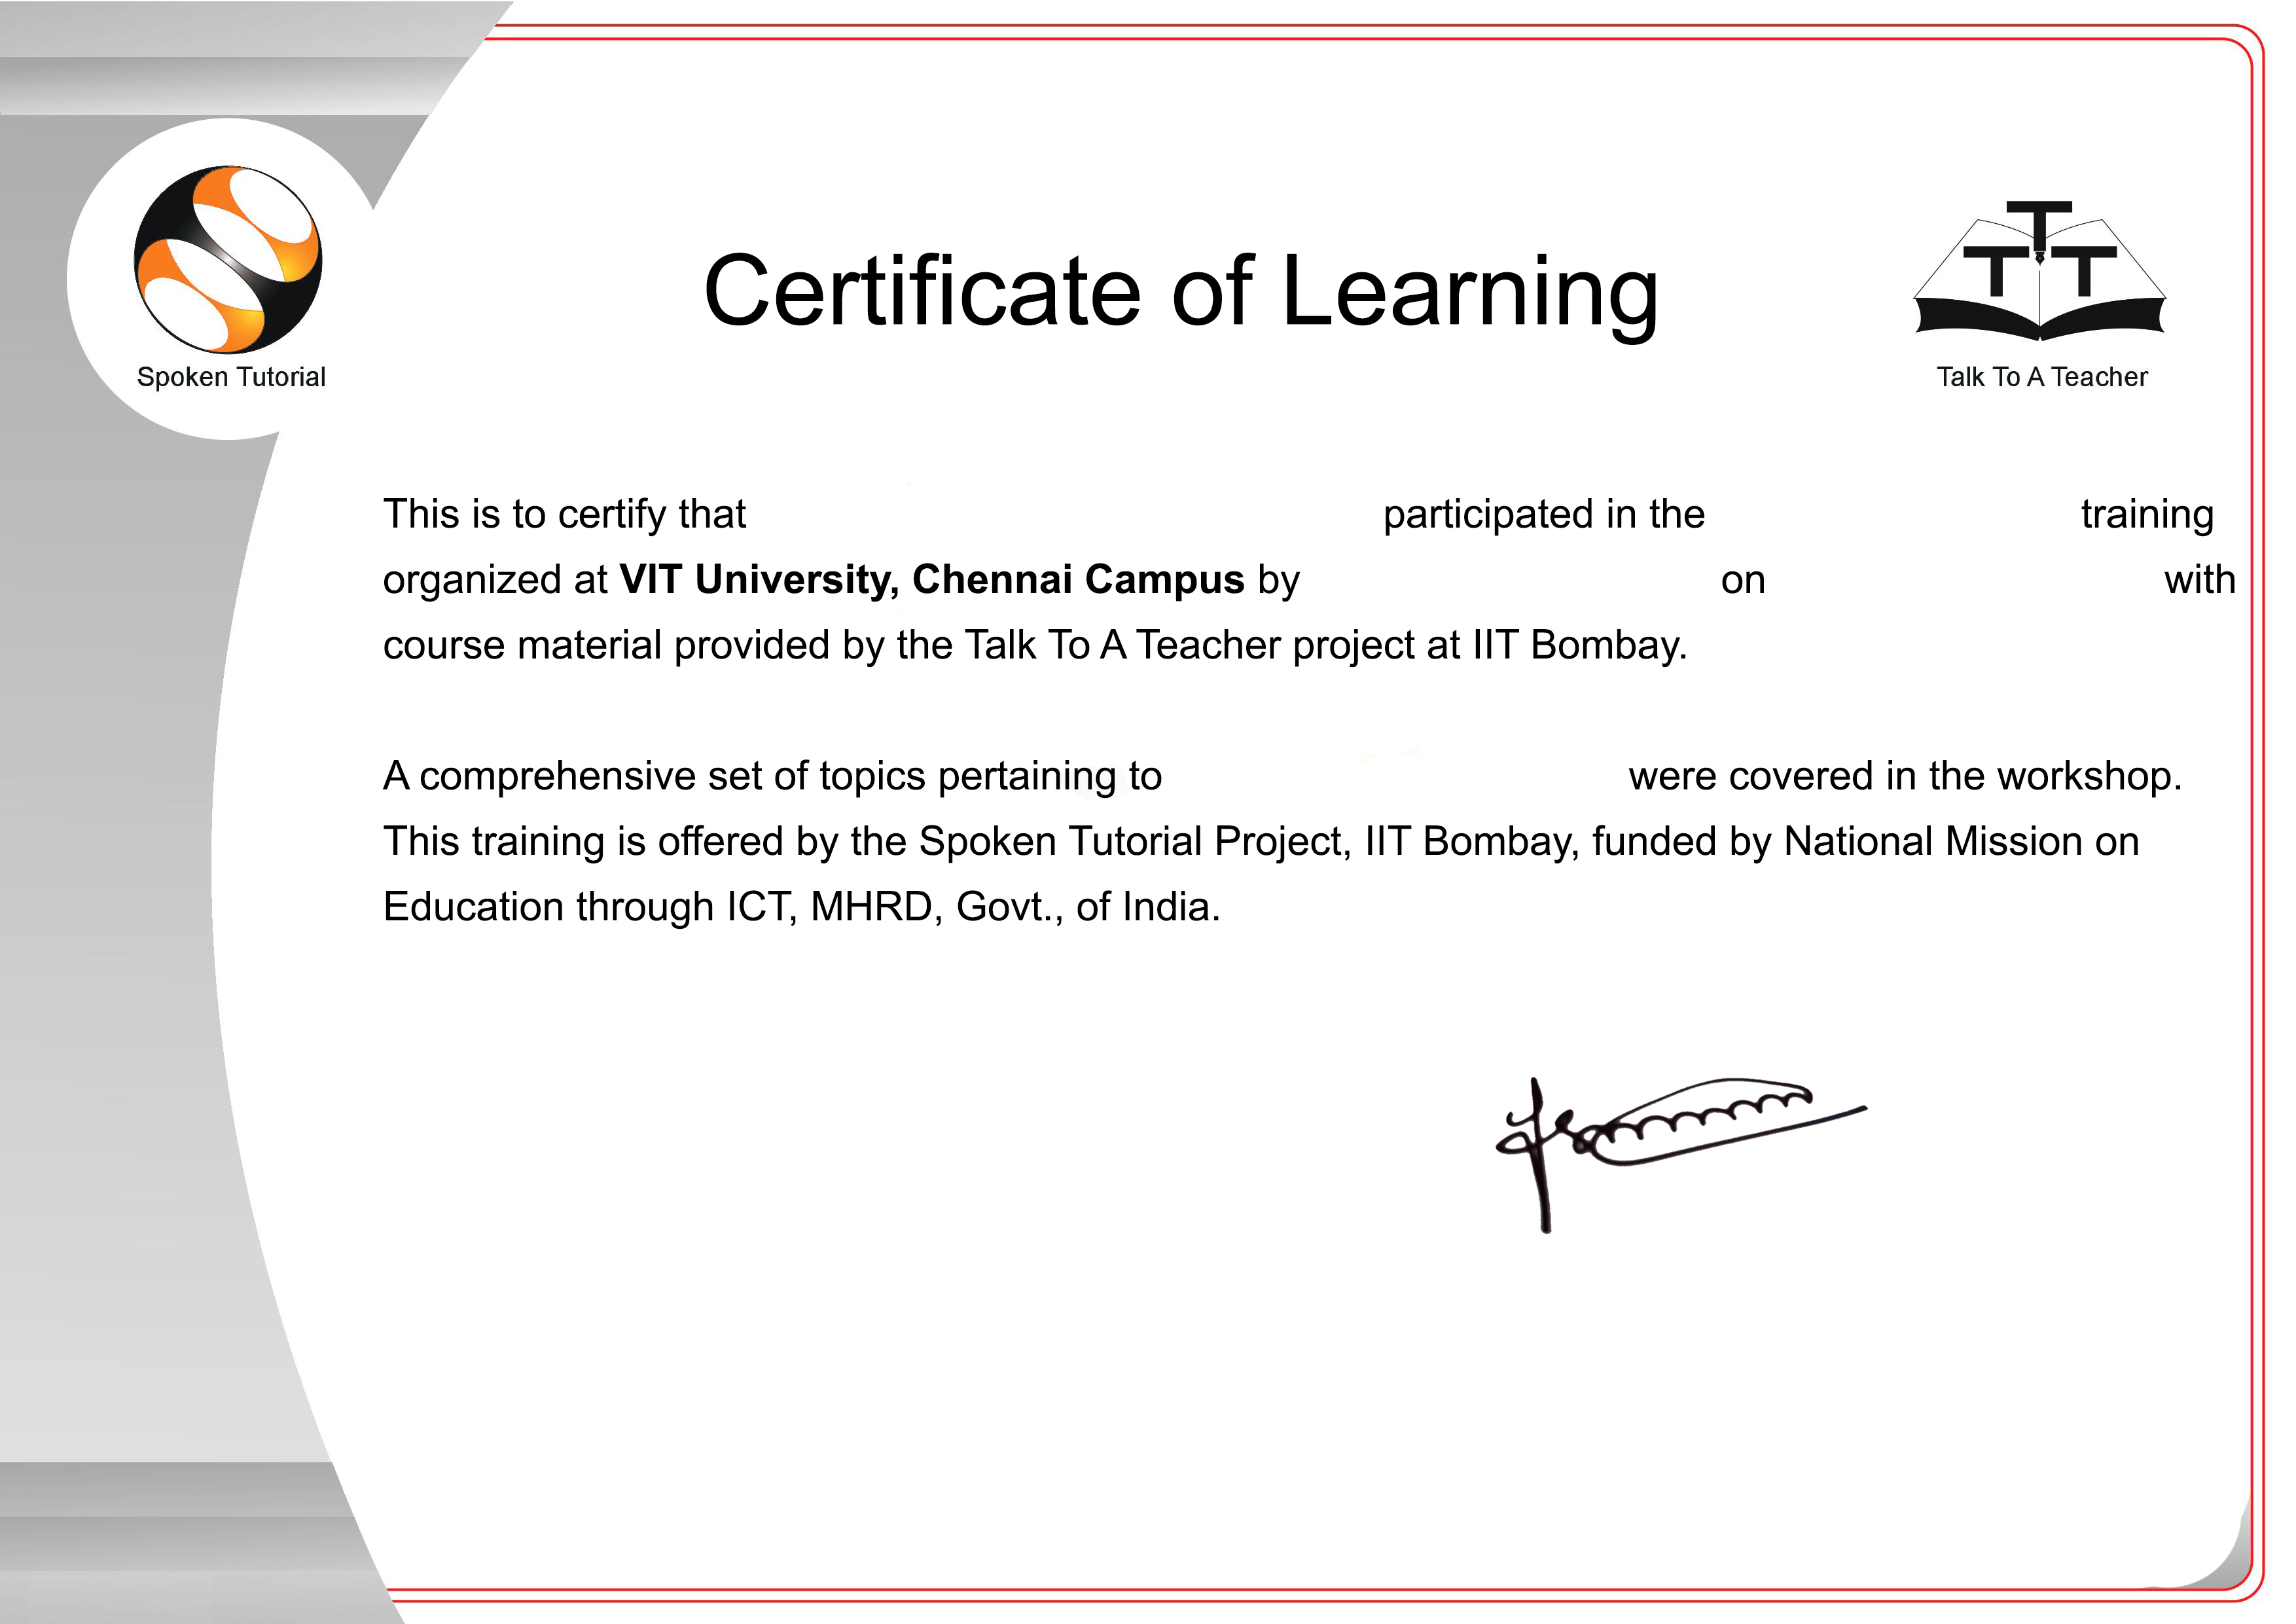 Certificate of Learning
Spoken Tutorial
Talk To A Teacher
This is to certify that participated in the training
organized at VIT University, Chennai Campus by on with
course material provided by the Talk To A Teacher project at IIT Bombay.
A comprehensive set of topics pertaining to were covered in the workshop.
This training is offered by the Spoken Tutorial Project, IIT Bombay, funded by National Mission on
Education through ICT, MHRD, Govt., of India.